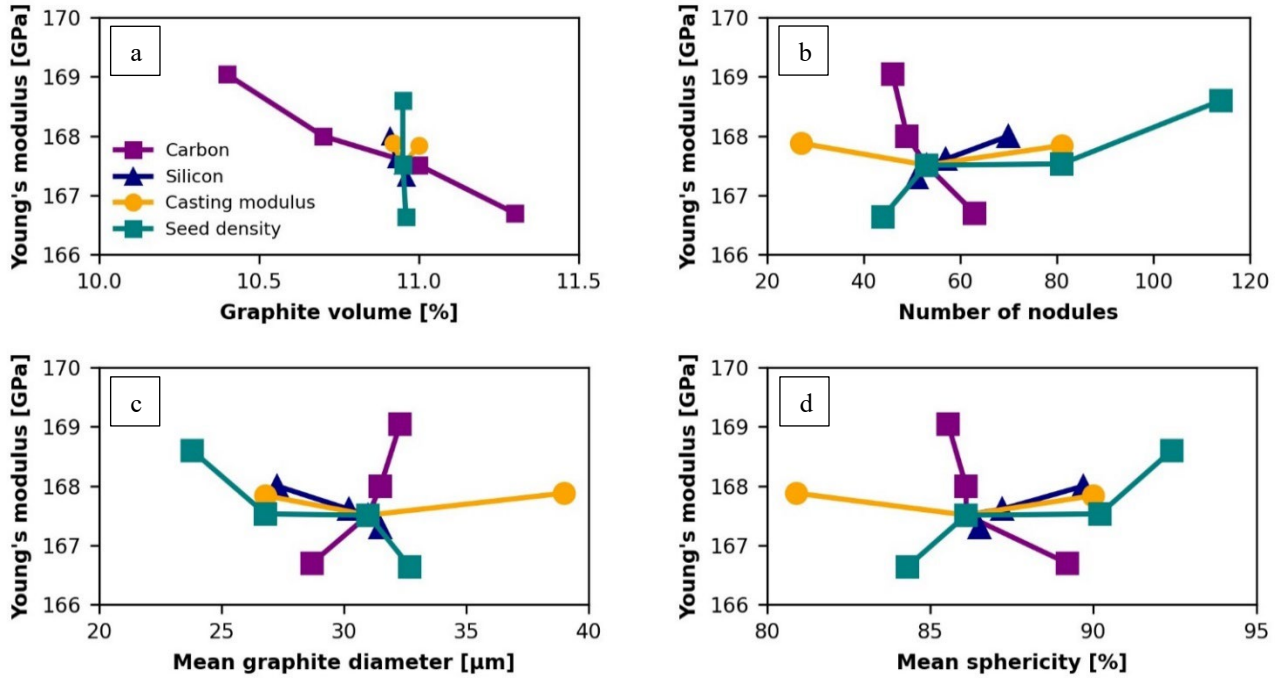 a
Young's modulus [GPa]
170
169
168
167
166
Carbon
Silicon
Casting modulus
Seed density
10.0 10.5 11.0 11.5
Graphite volume [%]
b
Young's modulus [GPa]
170
169
168
167
166
20 40 60 80 100 120
Number of nodules
c
Young's modulus [GPa]
170
169
168
167
166
20 25 30 35 40
Mean graphite diameter [μm]
d
Young's modulus [GPa]
170
169
168
167
166
80 85 90 95
Mean sphericity [%]